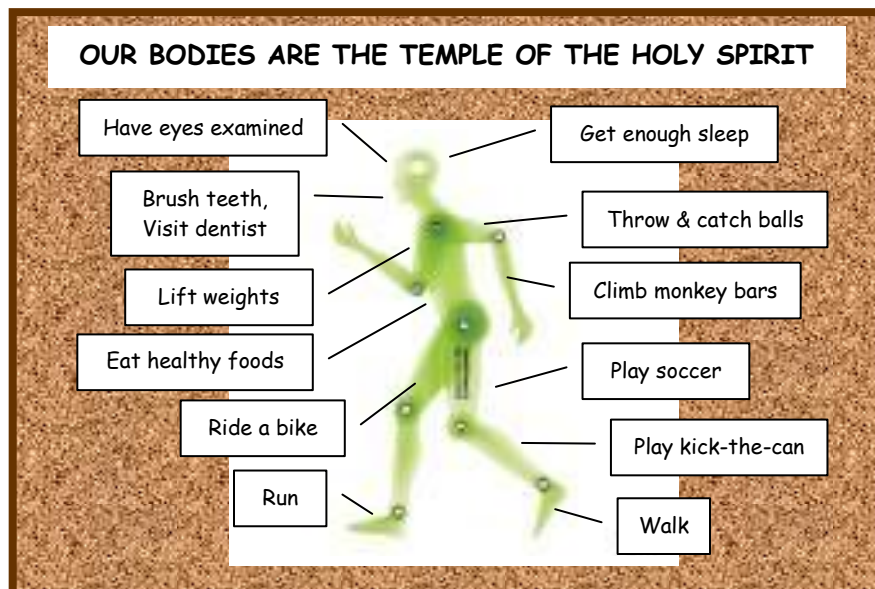 OUR BODIES ARE THE TEMPLE OF THE HOLY SPIRIT
Have eyes examined
Get enough sleep
Brush teeth,
Visit dentist
Throw & catch balls
Lift weights
Climb monkey bars
Eat healthy foods
Play soccer
Ride a bike
Play kick-the-can
Run
Walk